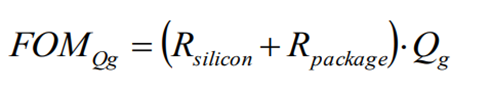 FOM_Qg = (R_silicon + R_package)·Q_g